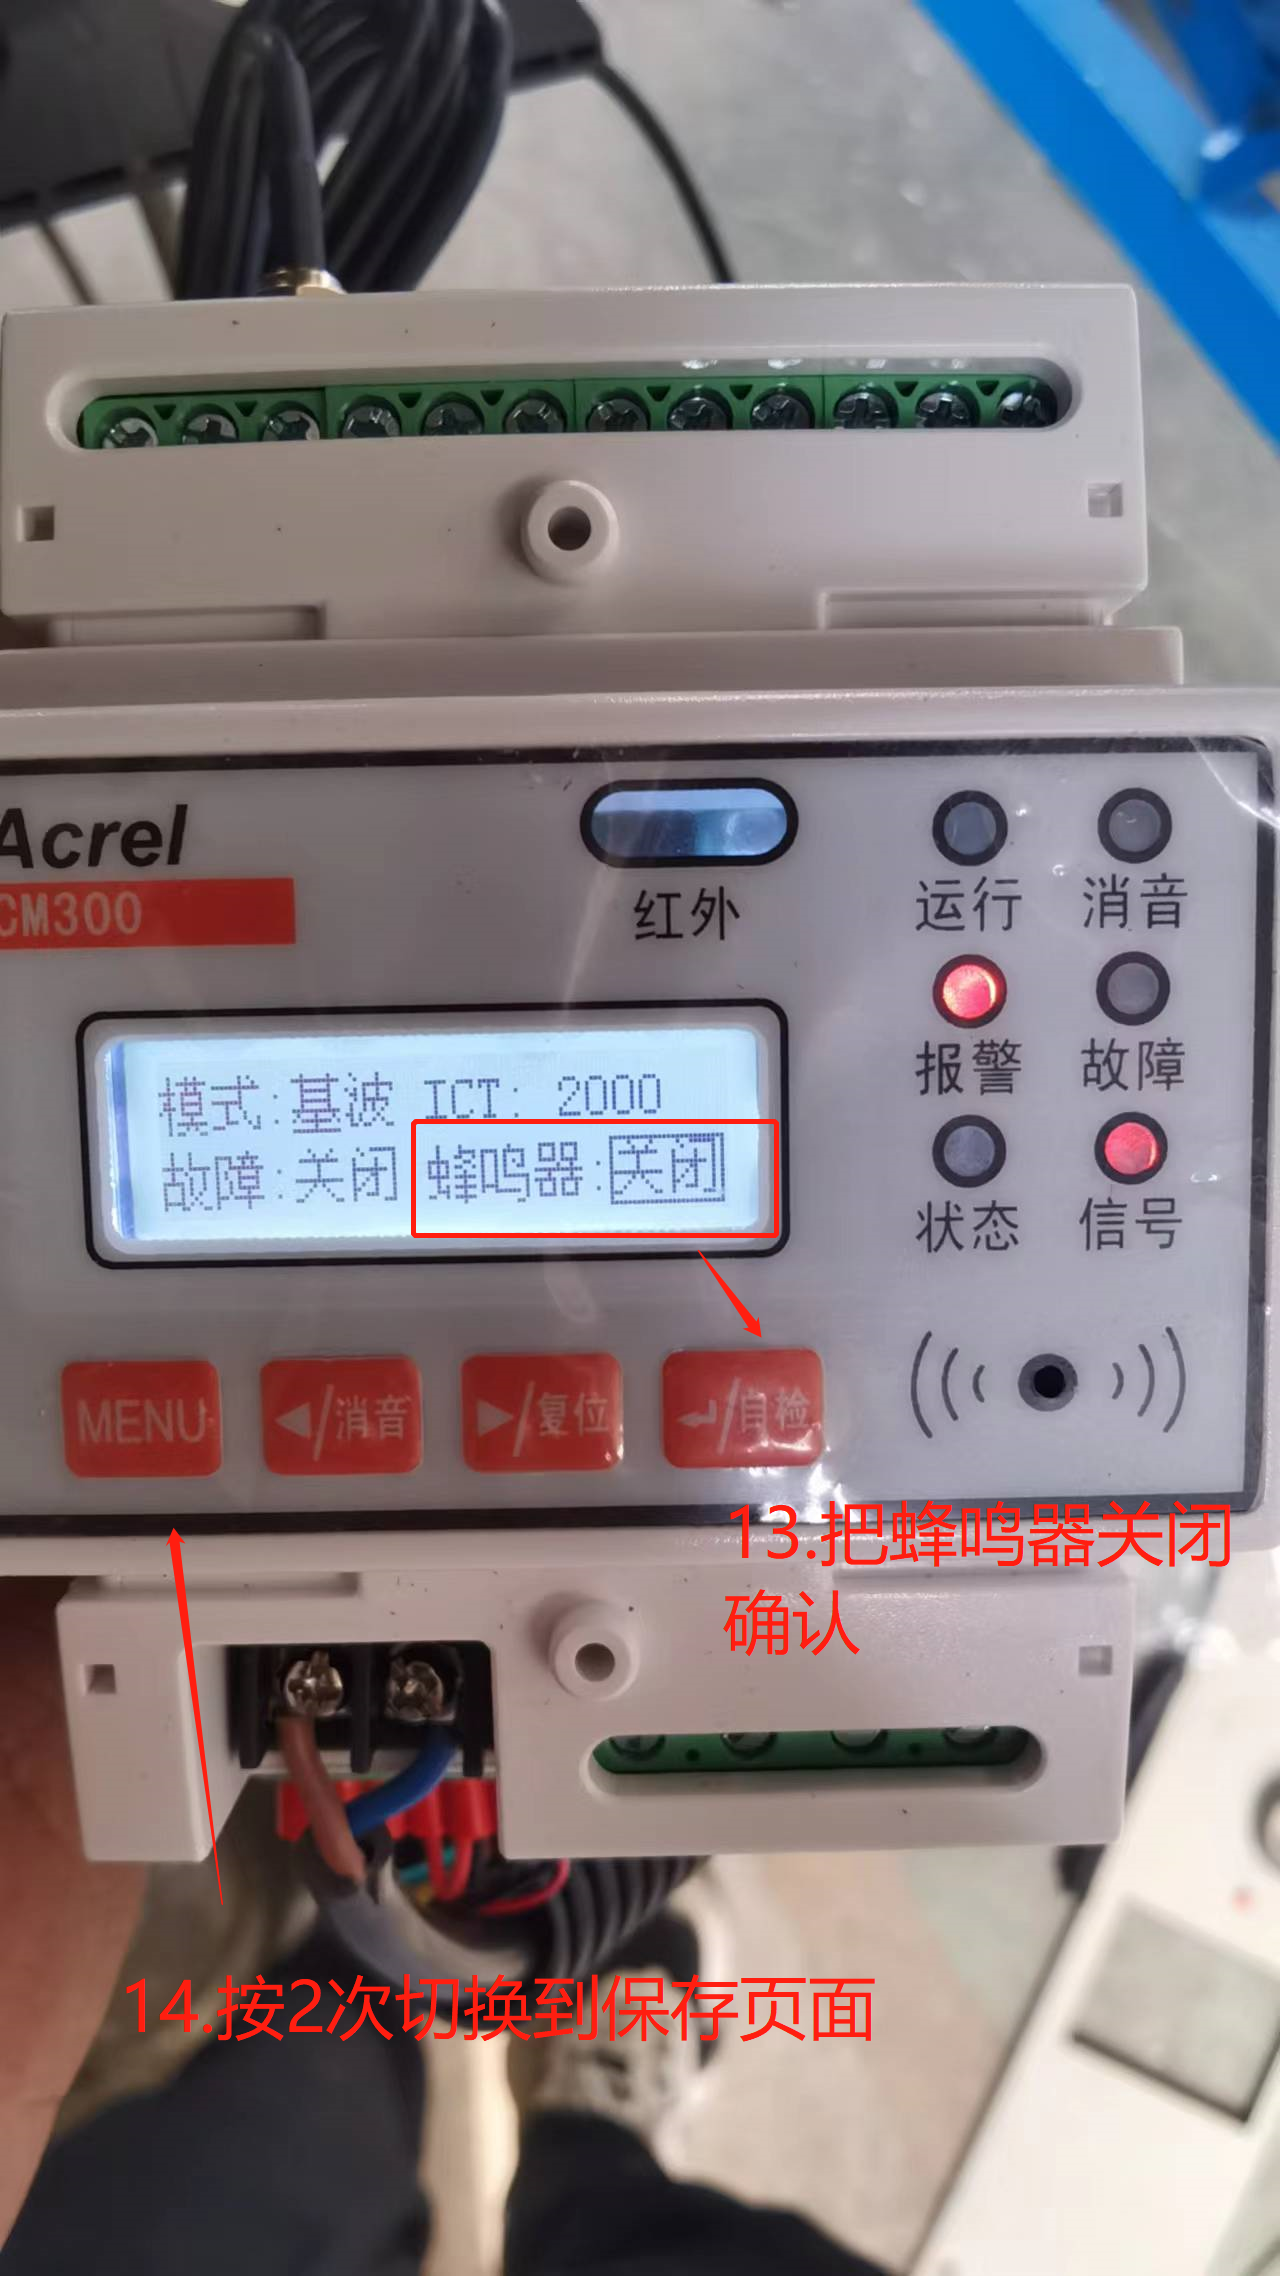 Acrel
CM300
红外
运行
消音
报警
故障
状态
信号
模式:基波 ICT: 2000
故障:关闭 蜂鸣器:关闭
MENU
◀/消音
▶/复位
↵/自检
13.把蜂鸣器关闭
确认
14.按2次切换到保存页面